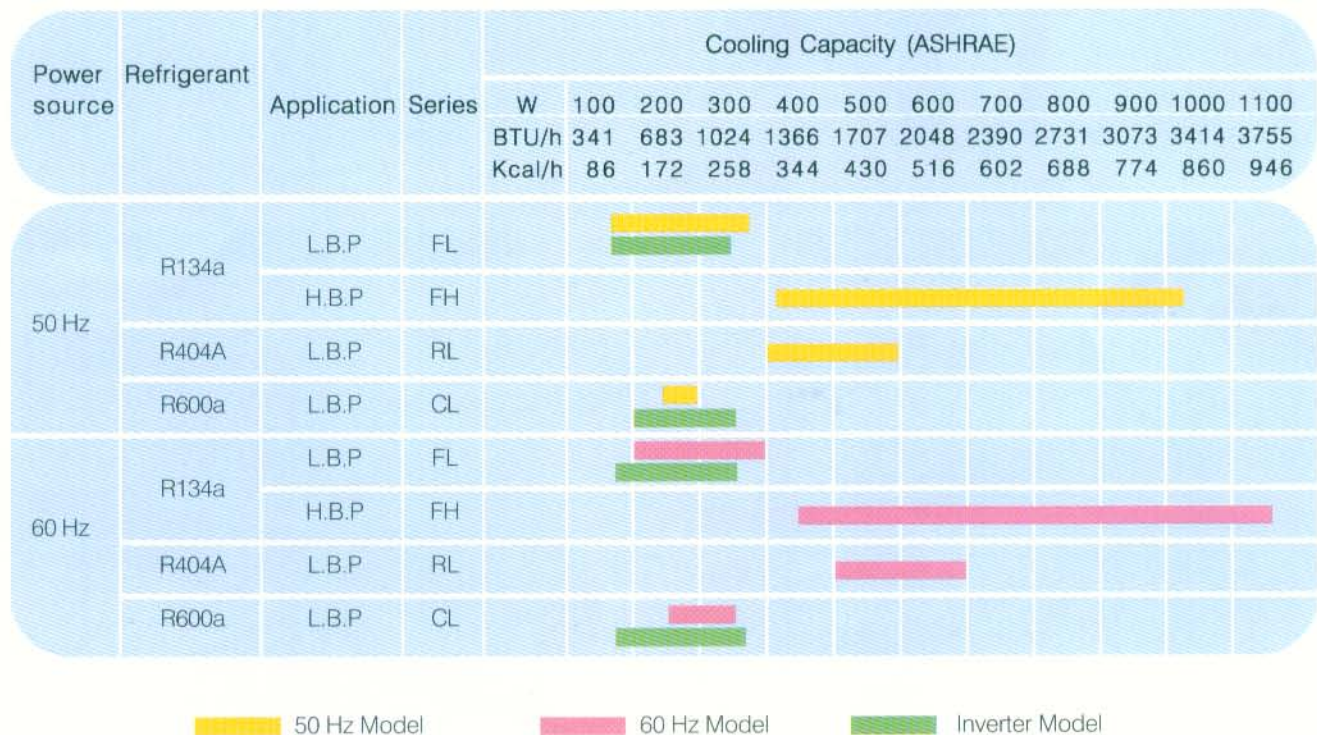 Cooling Capacity (ASHRAE)
Power source Refrigerant Application Series
W 100 200 300 400 500 600 700 800 900 1000 1100
BTU/h 341 683 1024 1366 1707 2048 2390 2731 3073 3414 3755
Kcal/h 86 172 258 344 430 516 602 688 774 860 946
50 Hz R134a L.B.P FL
H.B.P FH
R404A L.B.P RL
R600a L.B.P CL
60 Hz R134a L.B.P FL
H.B.P FH
R404A L.B.P RL
R600a L.B.P CL
50 Hz Model 60 Hz Model Inverter Model